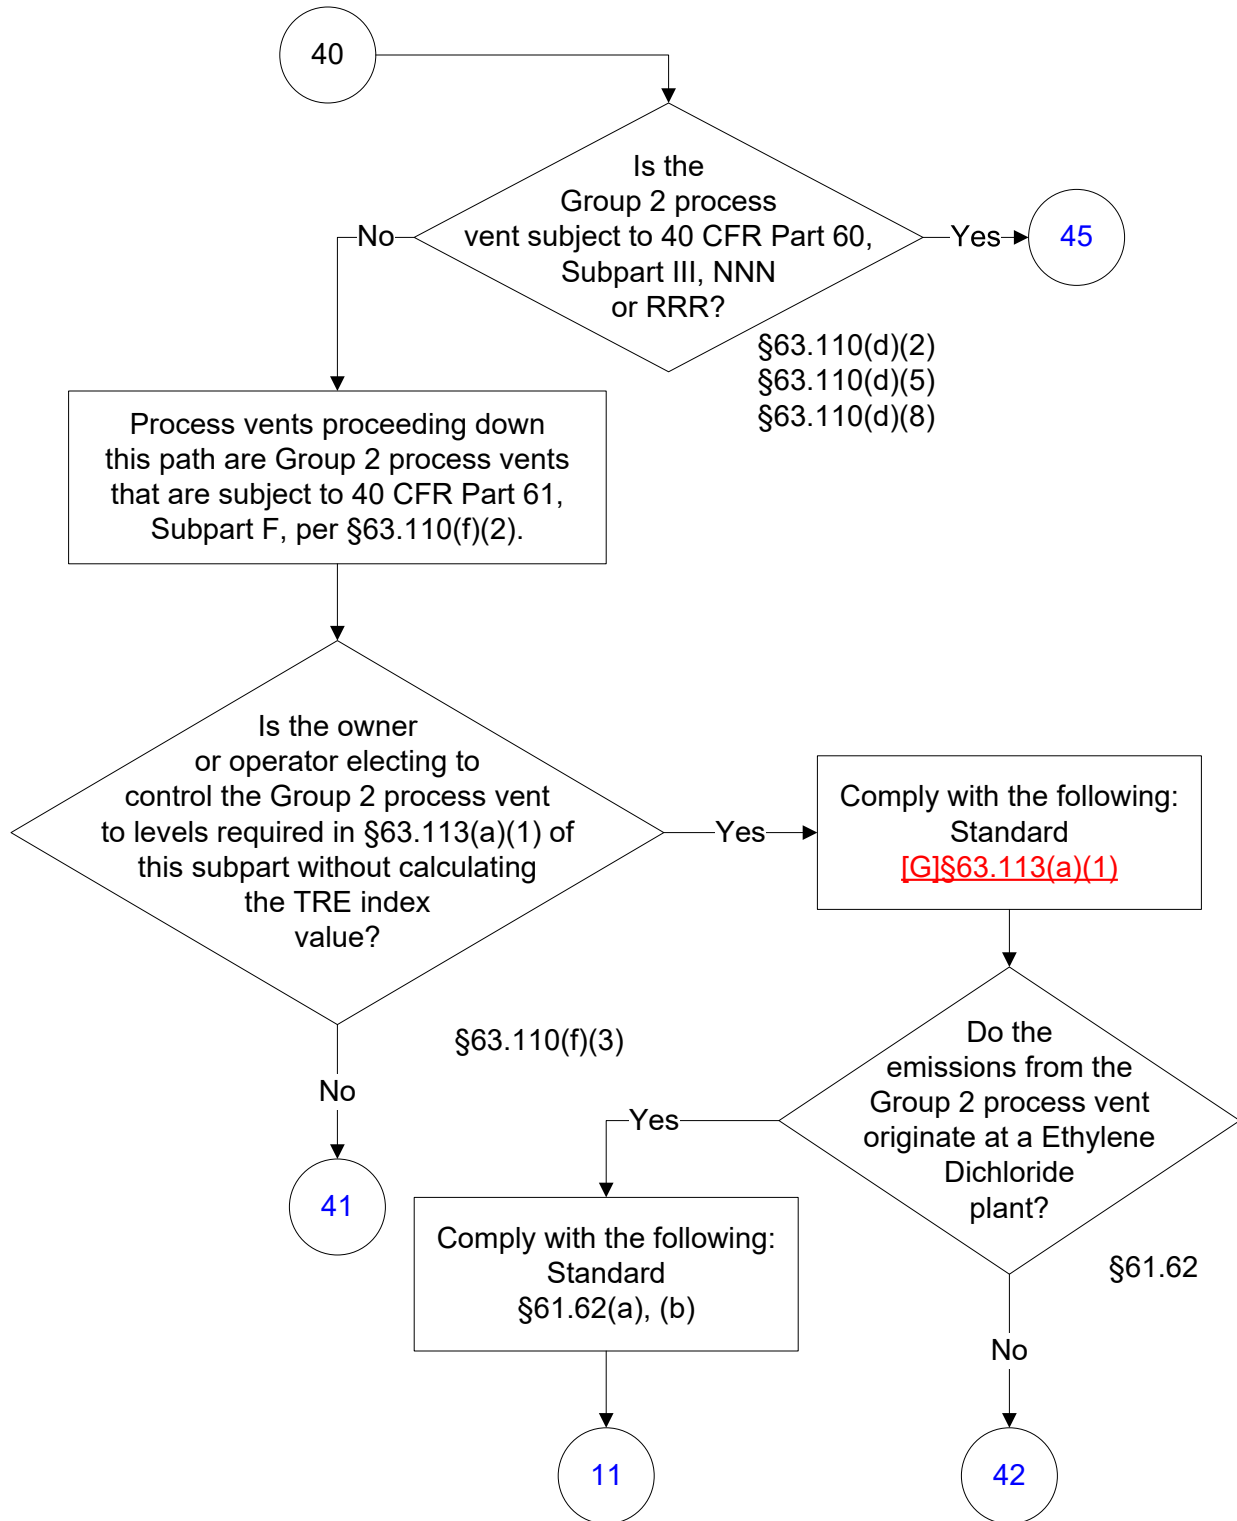 40
Is the
Group 2 process
vent subject to 40 CFR Part 60,
Subpart III, NNN
or RRR?
No
Yes
45
§63.110(d)(2)
§63.110(d)(5)
§63.110(d)(8)
Process vents proceeding down
this path are Group 2 process vents
that are subject to 40 CFR Part 61,
Subpart F, per §63.110(f)(2).
Is the owner
or operator electing to
control the Group 2 process vent
to levels required in §63.113(a)(1) of
this subpart without calculating
the TRE index
value?
Yes
Comply with the following:
Standard
[G]§63.113(a)(1)
§63.110(f)(3)
No
41
Do the
emissions from the
Group 2 process vent
originate at a Ethylene
Dichloride
plant?
Yes
§61.62
Comply with the following:
Standard
§61.62(a), (b)
No
11
42